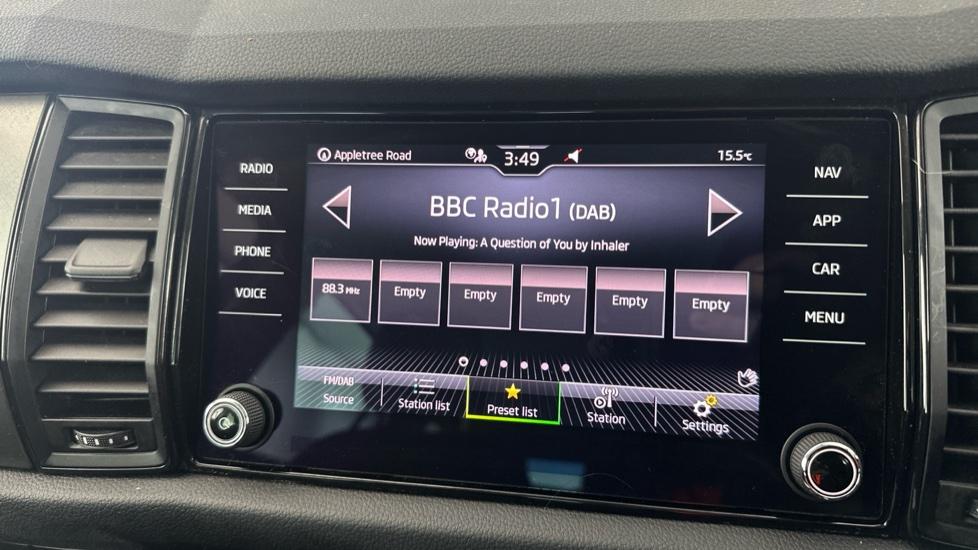 Appletree Road 3:49 15.5°c
RADIO
MEDIA
PHONE
VOICE
BBC Radio1 (DAB)
Now Playing: A Question of You by Inhaler
88.3 MHz Empty Empty Empty Empty Empty
FM/DAB
Source
Station list
Preset list
Station
Settings
NAV
APP
CAR
MENU